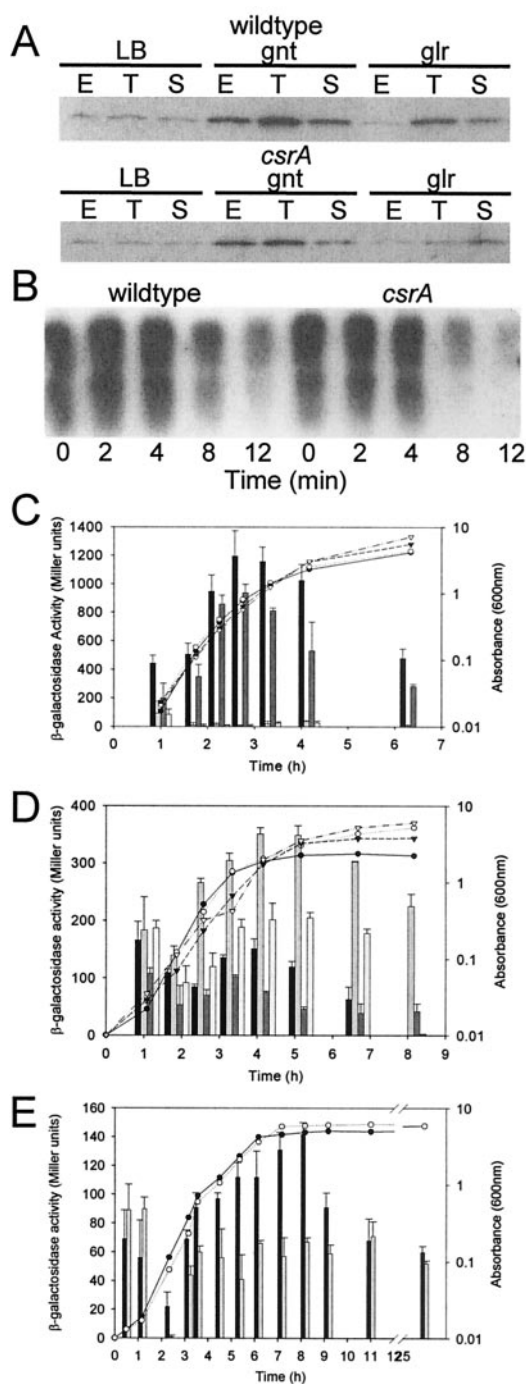 A
wildtype
LB gnt glr
E T S E T S E T S
csrA
LB gnt glr
E T S E T S E T S
B
wildtype csrA
0 2 4 8 12 0 2 4 8 12
Time (min)
C
β-galactosidase Activity (Miller units)
1400
1200
1000
800
600
400
200
0
10
1
0.1
0.01
Absorbance (600nm)
0 1 2 3 4 5 6 7
Time (h)
D
β-galactosidase activity (Miller units)
400
300
200
100
0
10
1
0.1
0.01
Absorbance (600nm)
0 1 2 3 4 5 6 7 8 9
Time (h)
E
β-galactosidase activity (Miller units)
160
140
120
100
80
60
40
20
0
10
1
0.1
0.01
Absorbance (600nm)
0 1 2 3 4 5 6 7 8 9 10 11 12 25
Time (h)